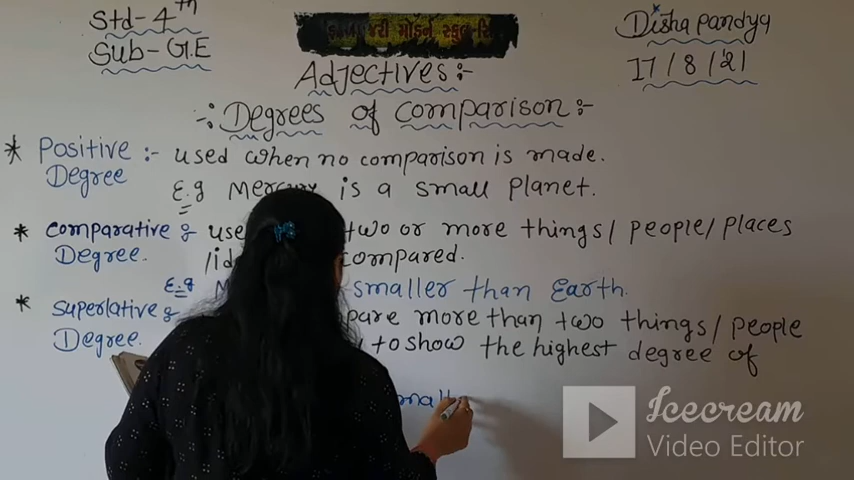 Std-4th
Sub-G.E
મોડર્ન સ્કુલ
Disha Pandya
17/8/21
Adjectives:-
-: Degrees of comparison :-
* Positive Degree :- used when no comparison is made.
E.g Mercury is a small planet.
* comparative Degree. two or more things/people/places
compared.
E.g smaller than Earth.
* superlative Degree. more than two things/people
to show the highest degree of
Icecream
Video Editor